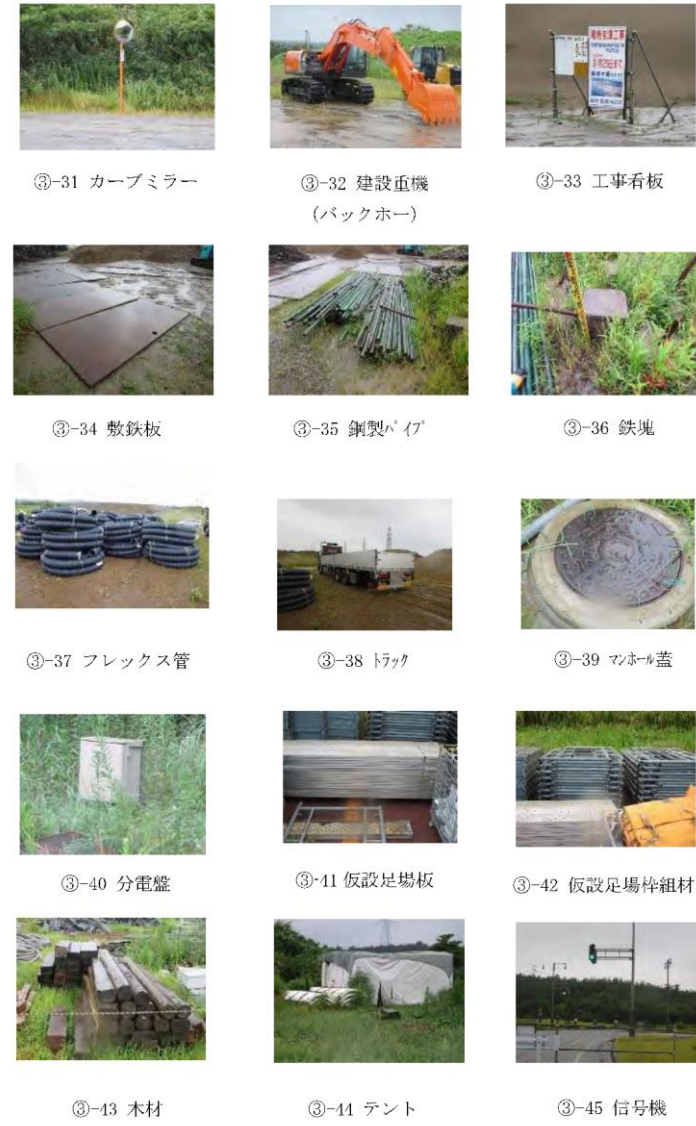 ③-31 カーブミラー
③-32 建設重機
(バックホー)
③-33 工事看板
③-34 敷鉄板
③-35 鋼製ﾊﾟｲﾌﾟ
③-36 鉄塊
③-37 フレックス管
③-38 ﾄﾗｯｸ
③-39 ﾏﾝﾎｰﾙ蓋
③-40 分電盤
③-41 仮設足場板
③-42 仮設足場枠組材
③-43 木材
③-44 テント
③-45 信号機